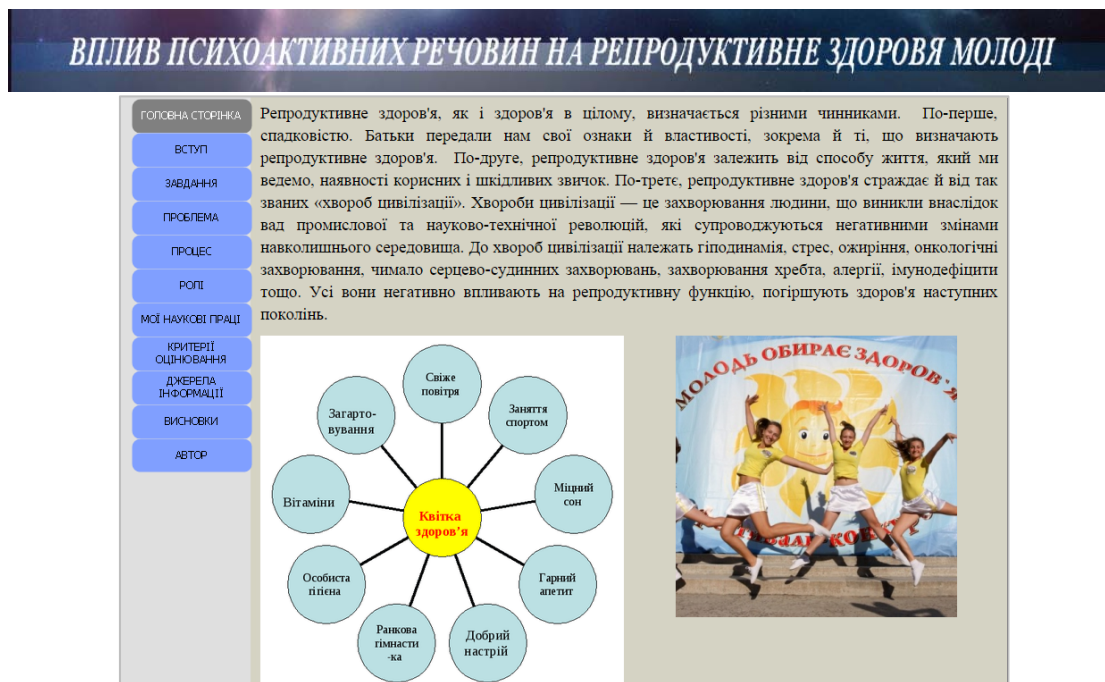 ВПЛИВ ПСИХОАКТИВНИХ РЕЧОВИН НА РЕПРОДУКТИВНЕ ЗДОРОВЯ МОЛОДІ
ГОЛОВНА СТОРІНКА
ВСТУП
ЗАВДАННЯ
ПРОБЛЕМА
ПРОЦЕС
РОЛІ
МОЇ НАУКОВІ ПРАЦІ
КРИТЕРІЇ
ОЦІНЮВАННЯ
ДЖЕРЕЛА
ІНФОРМАЦІЇ
ВИСНОВКИ
АВТОР
Репродуктивне здоров'я, як і здоров'я в цілому, визначається різними чинниками. По-перше,
спадковістю. Батьки передали нам свої ознаки й властивості, зокрема й ті, що визначають
репродуктивне здоров'я. По-друге, репродуктивне здоров'я залежить від способу життя, який ми
ведемо, наявності корисних і шкідливих звичок. По-третє, репродуктивне здоров'я страждає й від так
званих «хвороб цивілізації». Хвороби цивілізації — це захворювання людини, що виникли внаслідок
вад промислової та науково-технічної революцій, які супроводжуються негативними змінами
навколишнього середовища. До хвороб цивілізації належать гіподинамія, стрес, ожиріння, онкологічні
захворювання, чимало серцево-судинних захворювань, захворювання хребта, алергії, імунодефіцити
тощо. Усі вони негативно впливають на репродуктивну функцію, погіршують здоров'я наступних
поколінь.
Свіже
повітря
Заняття
спортом
Міцний
сон
Гарний
апетит
Добрий
настрій
Ранкова
гімнасти
-ка
Особиста
гігієна
Вітаміни
Загарто-
вування
Квітка
здоров'я
МОЛОДЬ ОБИРАЄ ЗДОРОВ'Я